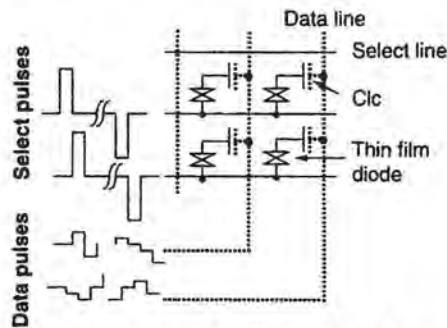 Data line
Select line
Select pulses
Clc
Thin film
diode
Data pulses